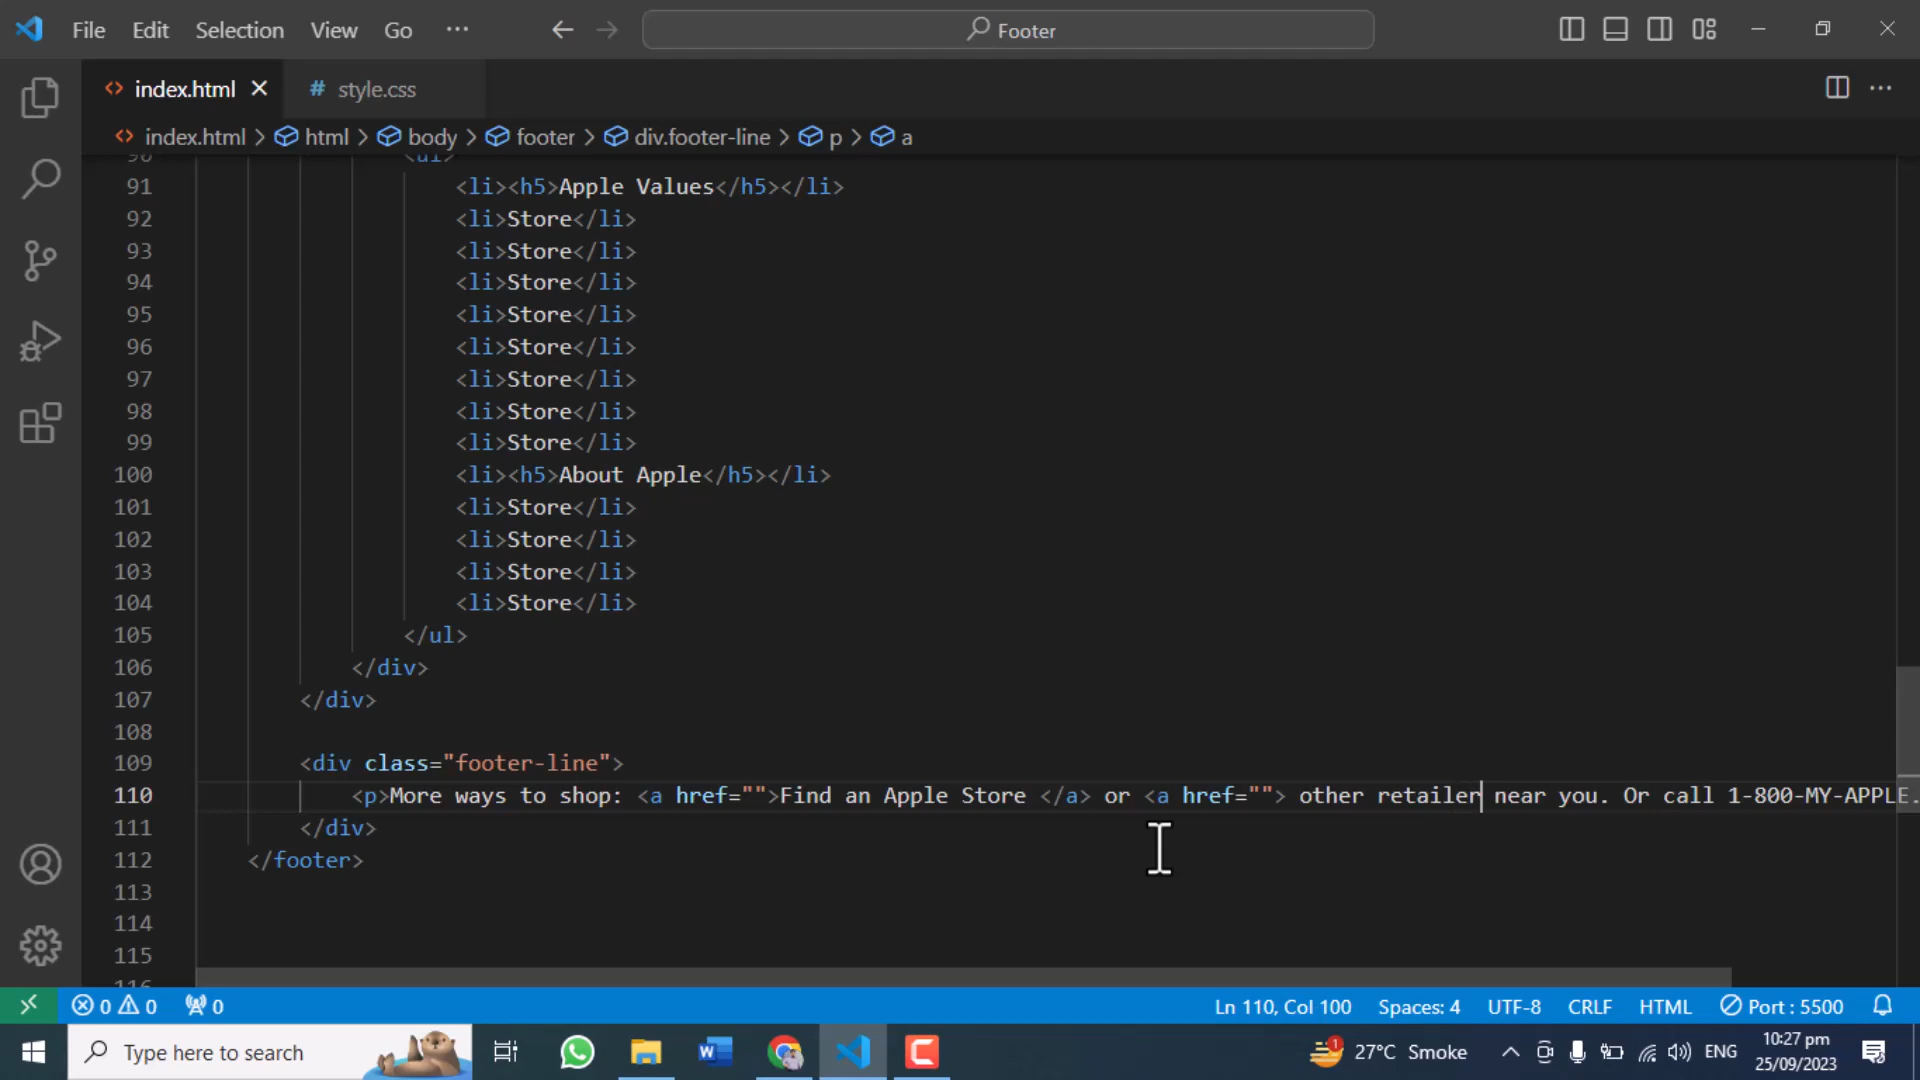 File Edit Selection View Go ··· Footer
index.html style.css
index.html > html > body > footer > div.footer-line > p > a
90 <ul>
91 <li><h5>Apple Values</h5></li>
92 <li>Store</li>
93 <li>Store</li>
94 <li>Store</li>
95 <li>Store</li>
96 <li>Store</li>
97 <li>Store</li>
98 <li>Store</li>
99 <li>Store</li>
100 <li><h5>About Apple</h5></li>
101 <li>Store</li>
102 <li>Store</li>
103 <li>Store</li>
104 <li>Store</li>
105 </ul>
106 </div>
107 </div>
108
109 <div class="footer-line">
110 <p>More ways to shop: <a href="">Find an Apple Store </a> or <a href=""> other retailer near you. Or call 1-800-MY-APPLE.
111 </div>
112 </footer>
113
114
115
116
0 0 0 Ln 110, Col 100 Spaces: 4 UTF-8 CRLF HTML Port : 5500
Type here to search 1 27°C Smoke ENG 10:27 pm
25/09/2023